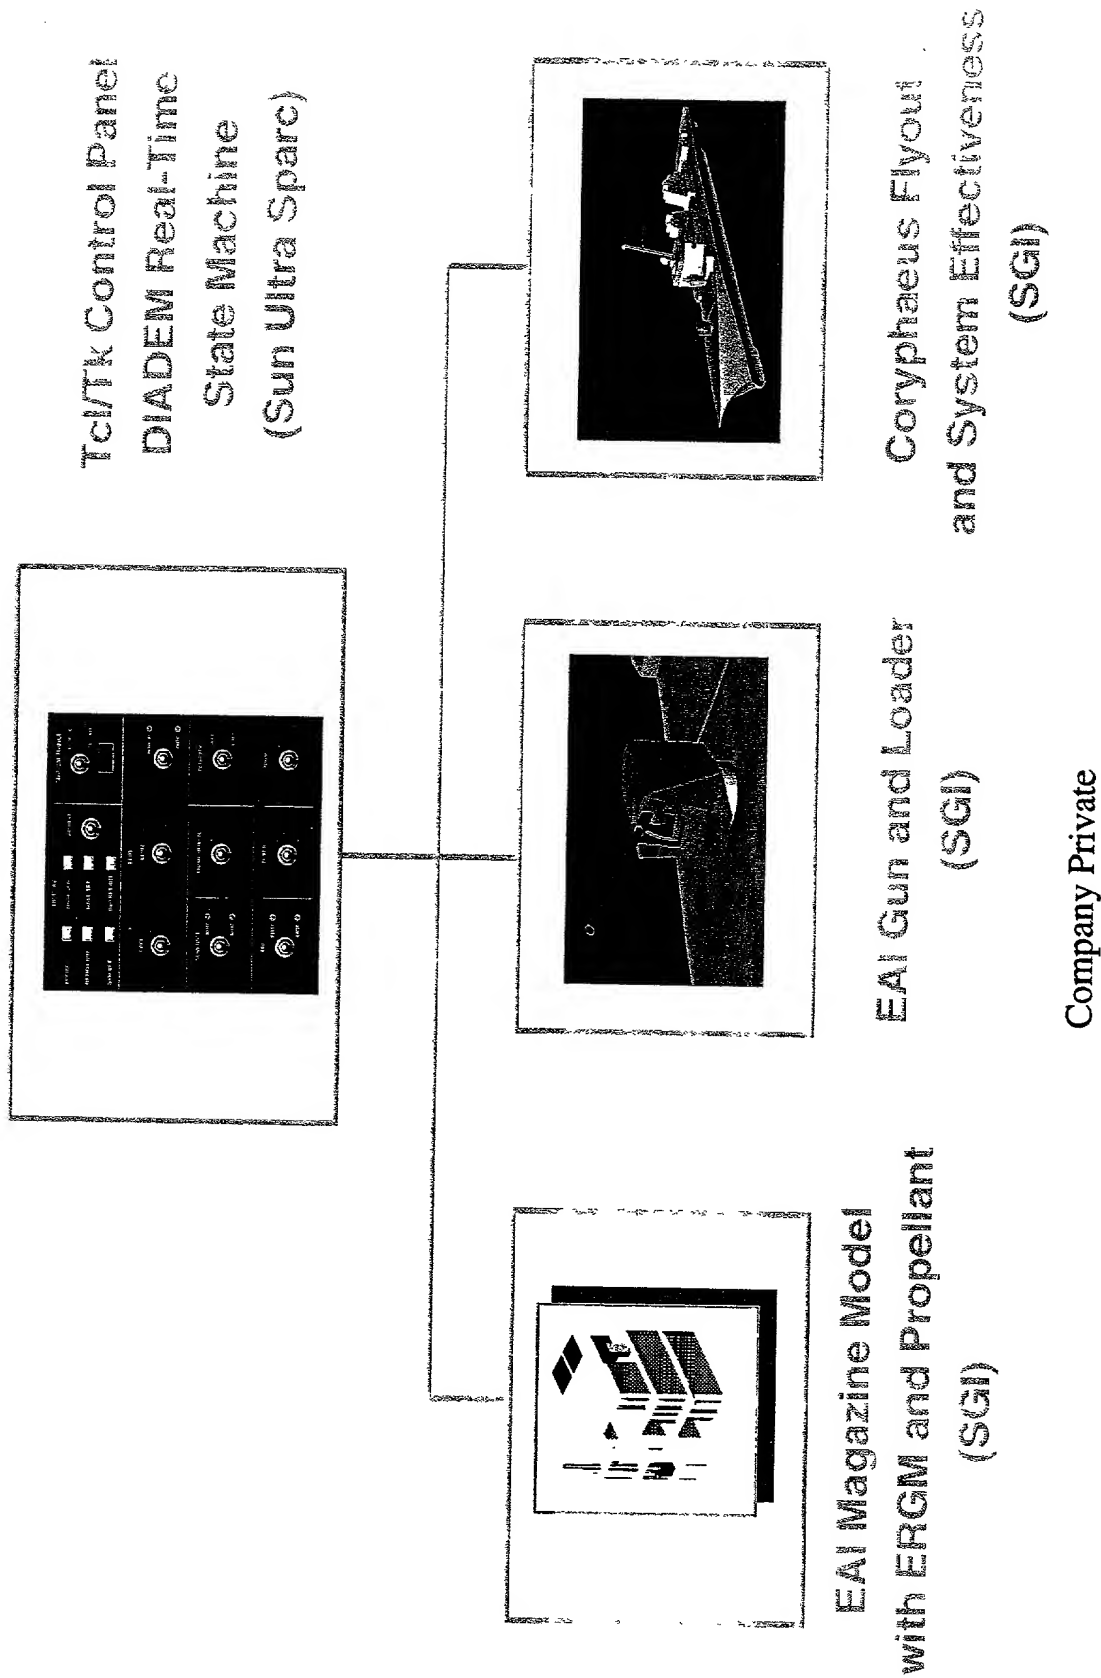 Tcl/Tk Control Panel
DIADEM Real-Time
State Machine
(Sun Ultra Sparc)
EAI Magazine Model
with ERGM and Propellant
(SGI)
EAI Gun and Loader
(SGI)
Coryphaeus Flyout
and System Effectiveness
(SGI)
Company Private